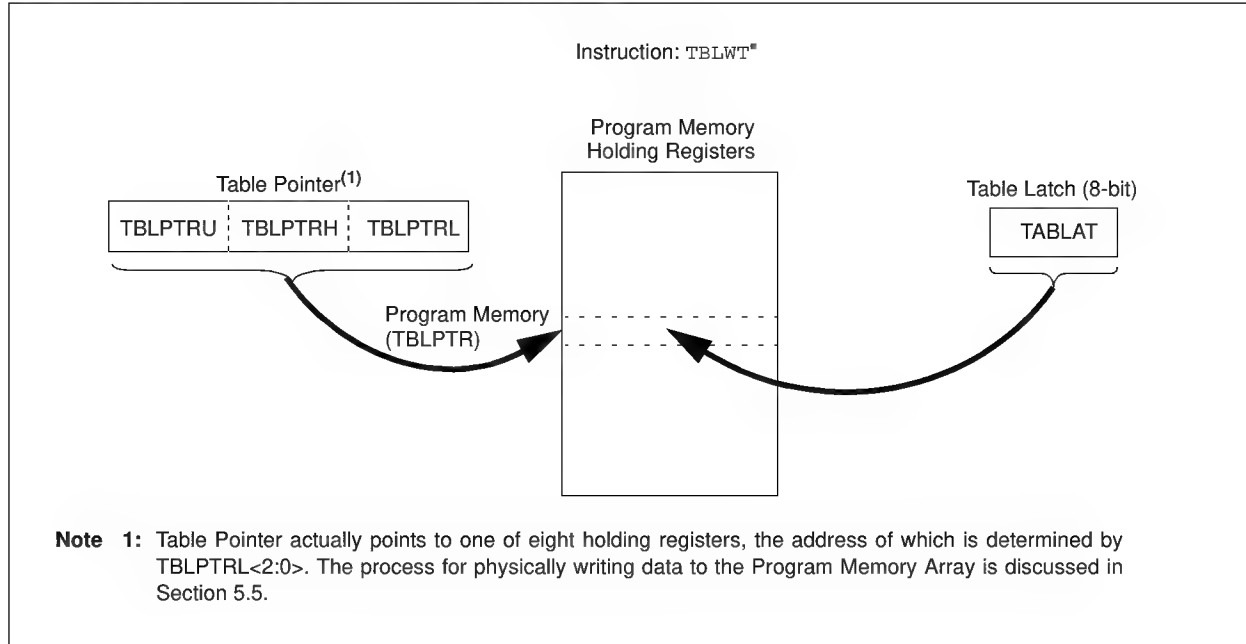 Instruction: TBLWT*
Program Memory
Holding Registers
Table Pointer(1)
Table Latch (8-bit)
TBLPTRU TBLPTRH TBLPTRL
TABLAT
Program Memory
(TBLPTR)
Note 1: Table Pointer actually points to one of eight holding registers, the address of which is determined by
TBLPTRL<2:0>. The process for physically writing data to the Program Memory Array is discussed in
Section 5.5.